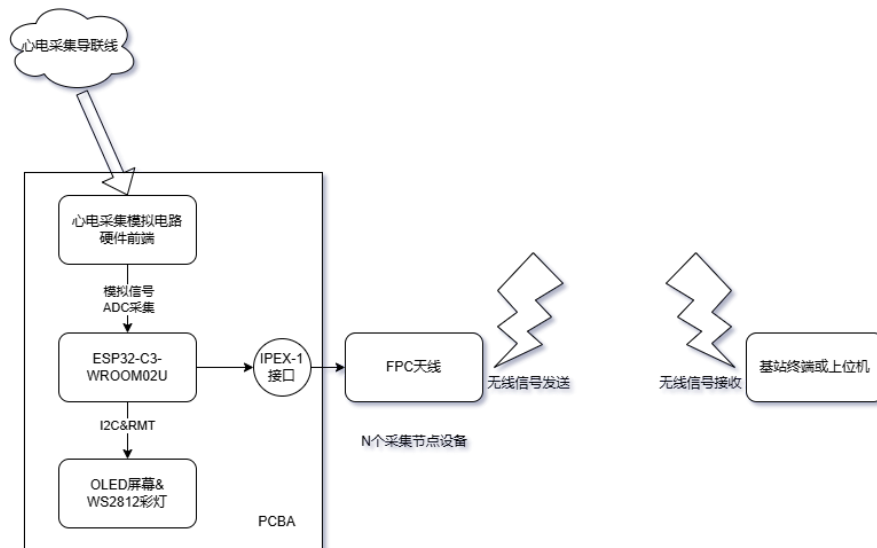 心电采集导联线
心电采集模拟电路
硬件前端
模拟信号
ADC采集
ESP32-C3-
WROOM02U
IPEX-1
接口
FPC天线
无线信号发送
无线信号接收
基站终端或上位机
I2C&RMT
N个采集节点设备
OLED屏幕&
WS2812彩灯
PCBA